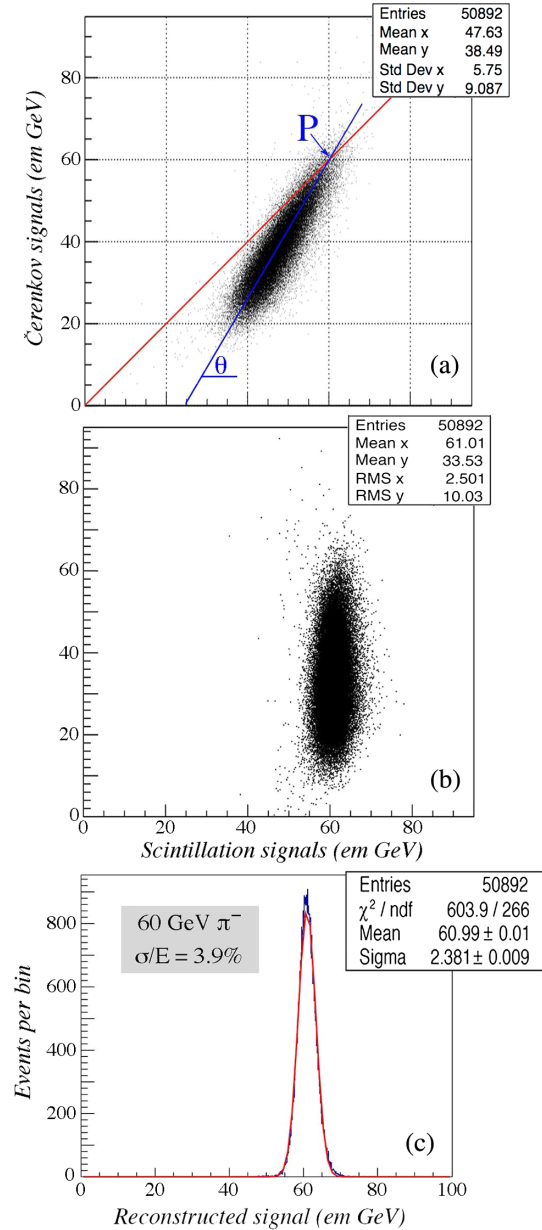 Entries 50892
Mean x 47.63
Mean y 38.49
Std Dev x 5.75
Std Dev y 9.087
80
60
40
20
0
Čerenkov signals (em GeV)
P
θ
(a)
Entries 50892
Mean x 61.01
Mean y 33.53
RMS x 2.501
RMS y 10.03
80
60
40
20
0
(b)
0 20 40 60 80
Scintillation signals (em GeV)
Entries 50892
χ² / ndf 603.9 / 266
Mean 60.99 ± 0.01
Sigma 2.381 ± 0.009
60 GeV π⁻
σ/E = 3.9%
800
600
400
200
0
Events per bin
(c)
0 20 40 60 80 100
Reconstructed signal (em GeV)